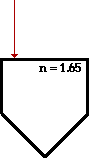 n = 1.65